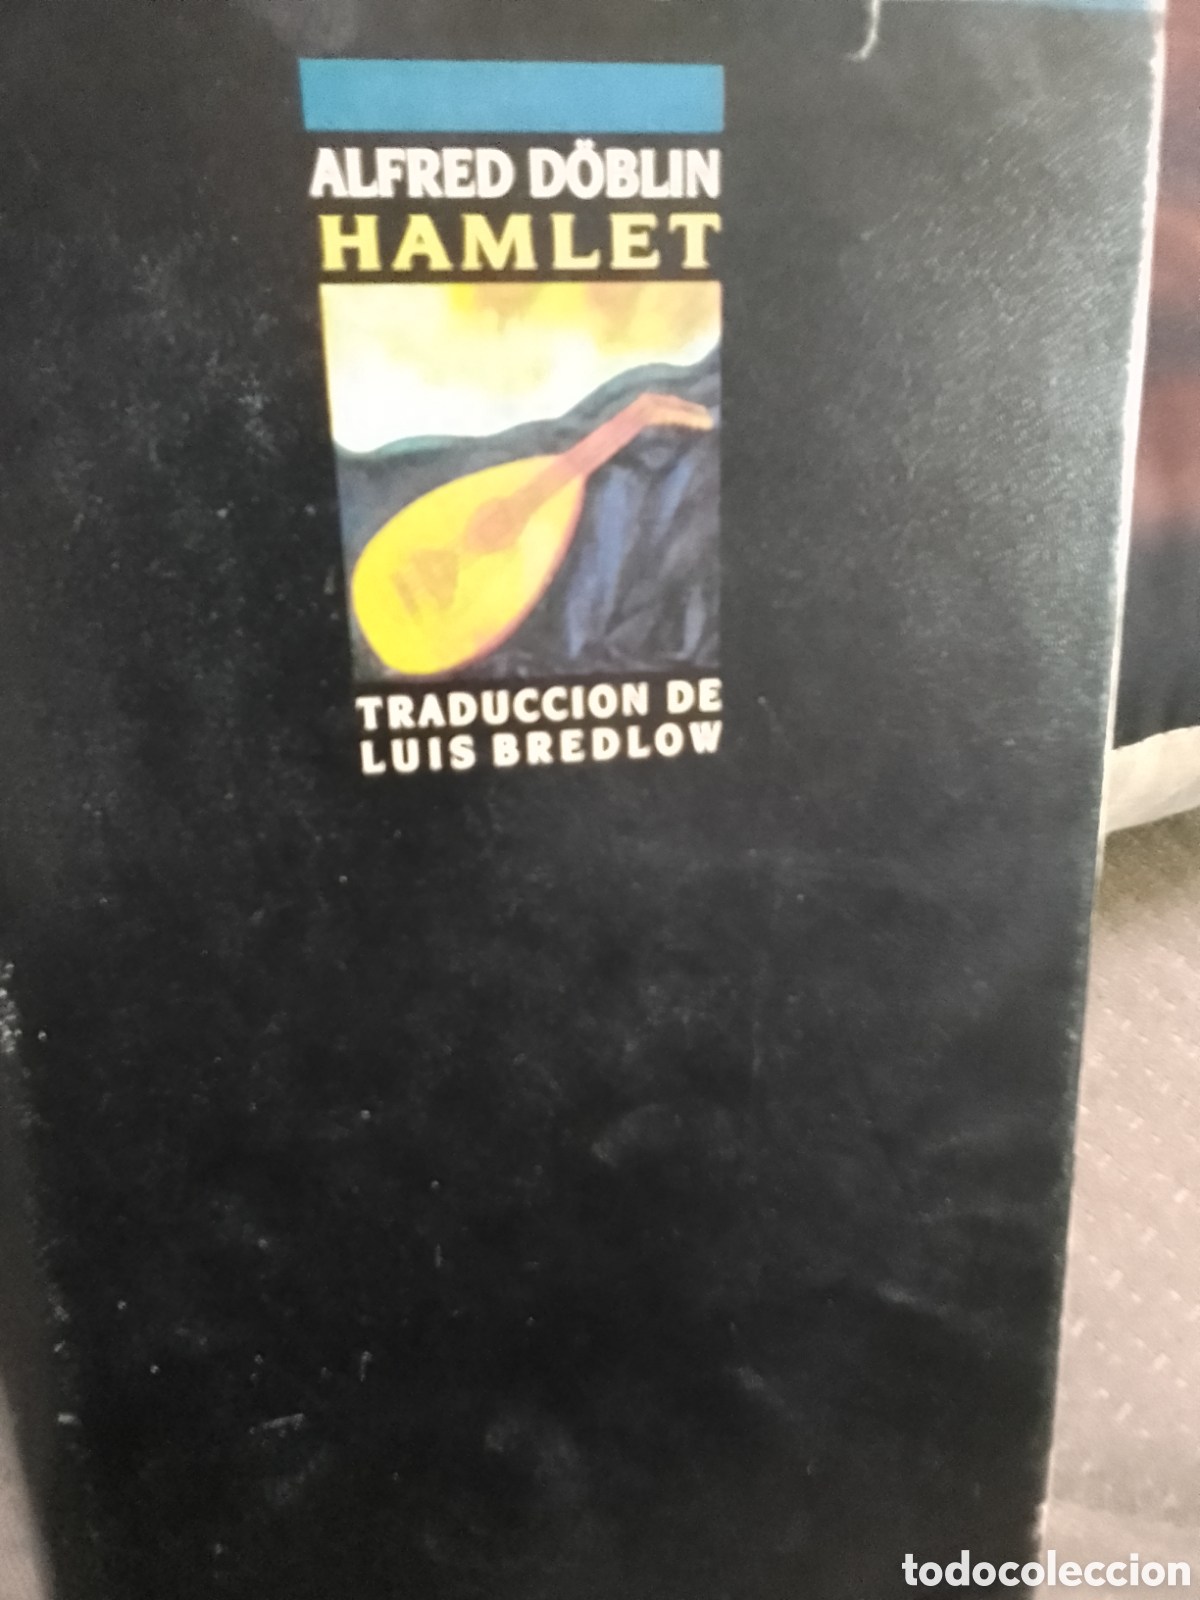 ALFRED DÖBLIN
HAMLET
TRADUCCION DE
LUIS BREDLOW
todocoleccion